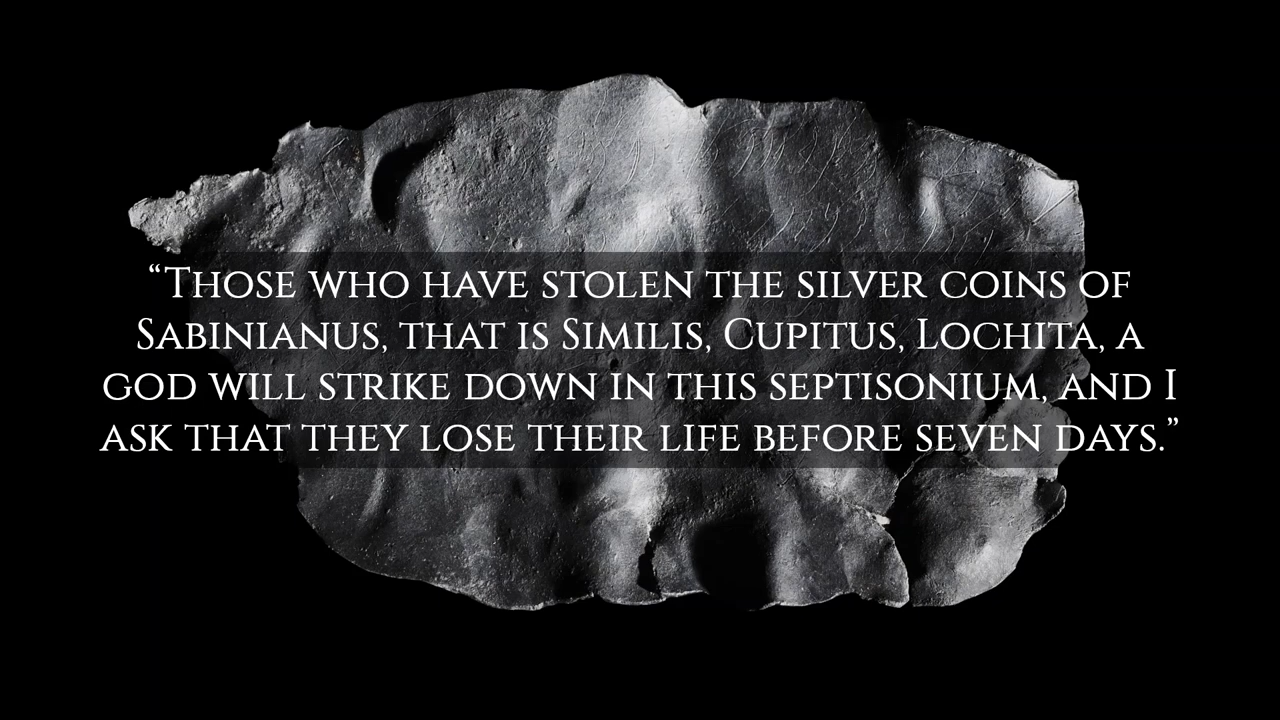 “Those who have stolen the silver coins of
Sabinianus, that is Similis, Cupitus, Lochita, a
god will strike down in this septisonium, and I
ask that they lose their life before seven days.”